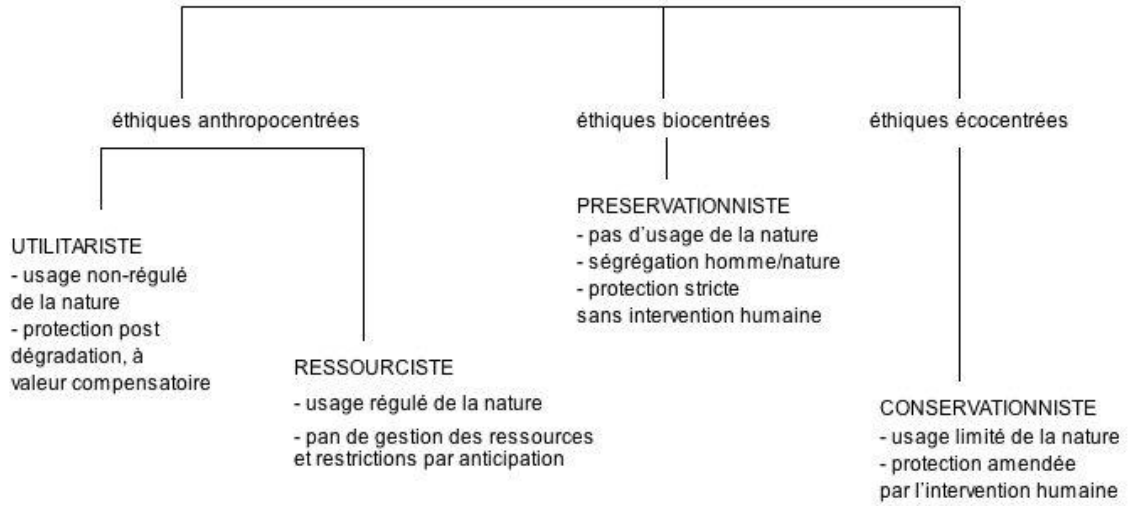 éthiques anthropocentrées
éthiques biocentrées
éthiques écocentrées
UTILITARISTE
- usage non-régulé
de la nature
- protection post
dégradation, à
valeur compensatoire
RESSOURCISTE
- usage régulé de la nature
- pan de gestion des ressources
et restrictions par anticipation
PRESERVATIONNISTE
- pas d'usage de la nature
- ségrégation homme/nature
- protection stricte
sans intervention humaine
CONSERVATIONNISTE
- usage limité de la nature
- protection amendée
par l'intervention humaine